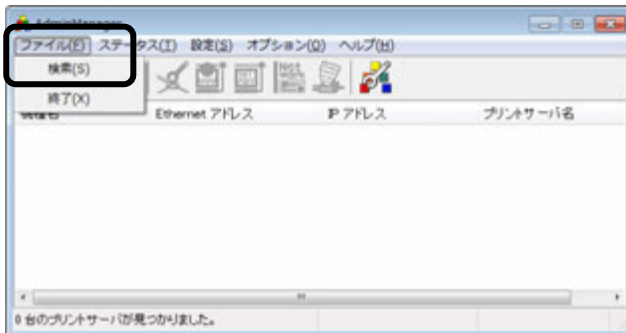 AdminManager
ファイル(F) ステータス(T) 設定(S) オプション(O) ヘルプ(H)
検索(S)
終了(X)
機種名 Ethernet アドレス IP アドレス プリントサーバ名
0 台のプリントサーバが見つかりました。